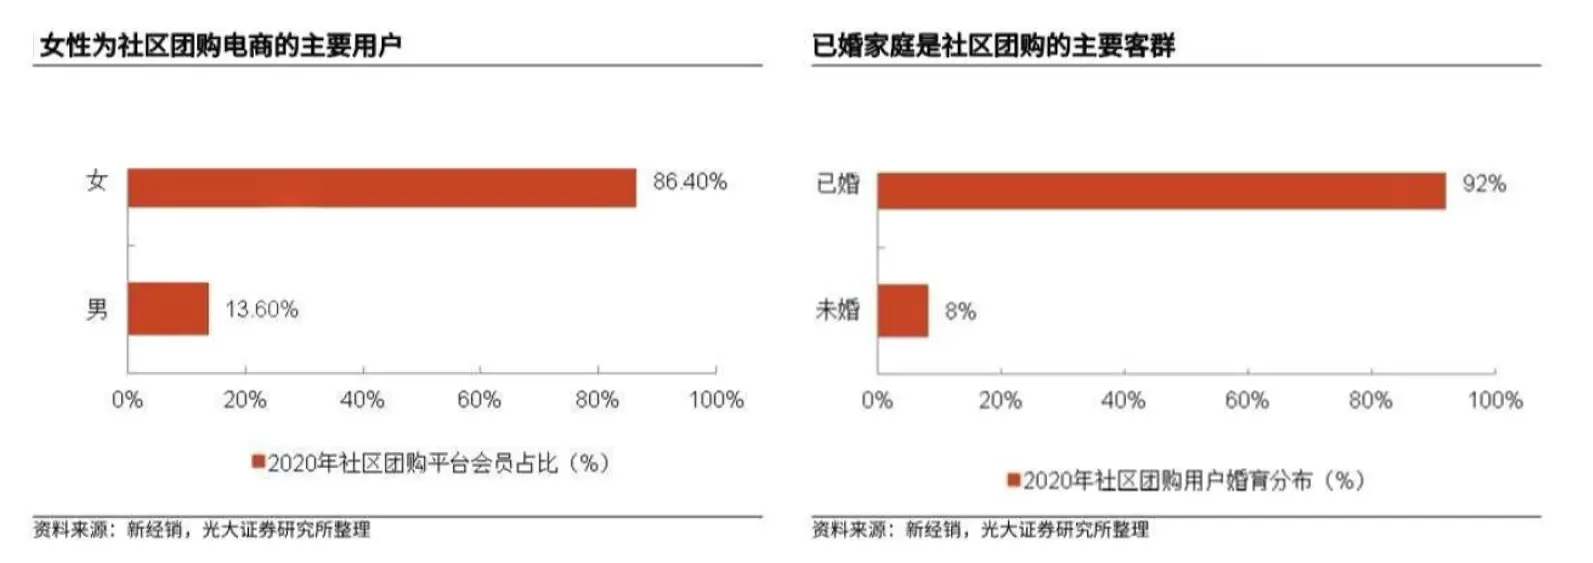 女性为社区团购电商的主要用户
女
86.40%
男
13.60%
0% 20% 40% 60% 80% 100%
■2020年社区团购平台会员占比（%）
资料来源：新经销，光大证券研究所整理
已婚家庭是社区团购的主要客群
已婚
92%
未婚
8%
0% 20% 40% 60% 80% 100%
■2020年社区团购用户婚育分布（%）
资料来源：新经销，光大证券研究所整理